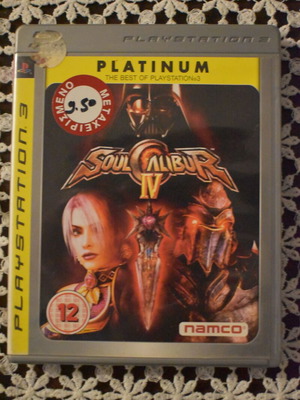 PLAYSTATION 3
PLAYSTATION 3
PLATINUM
THE BEST OF PLAYSTATION®3
ΜΕΤΑΧΕΙΡΙΣΜΕΝΟ
9.50
SOULCALIBUR
IV
12
namco